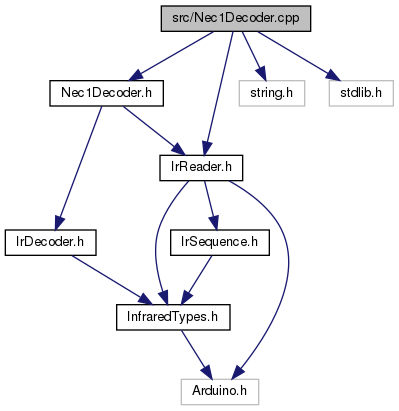 src/Nec1Decoder.cpp
Nec1Decoder.h
string.h
stdlib.h
IrReader.h
IrDecoder.h
IrSequence.h
InfraredTypes.h
Arduino.h